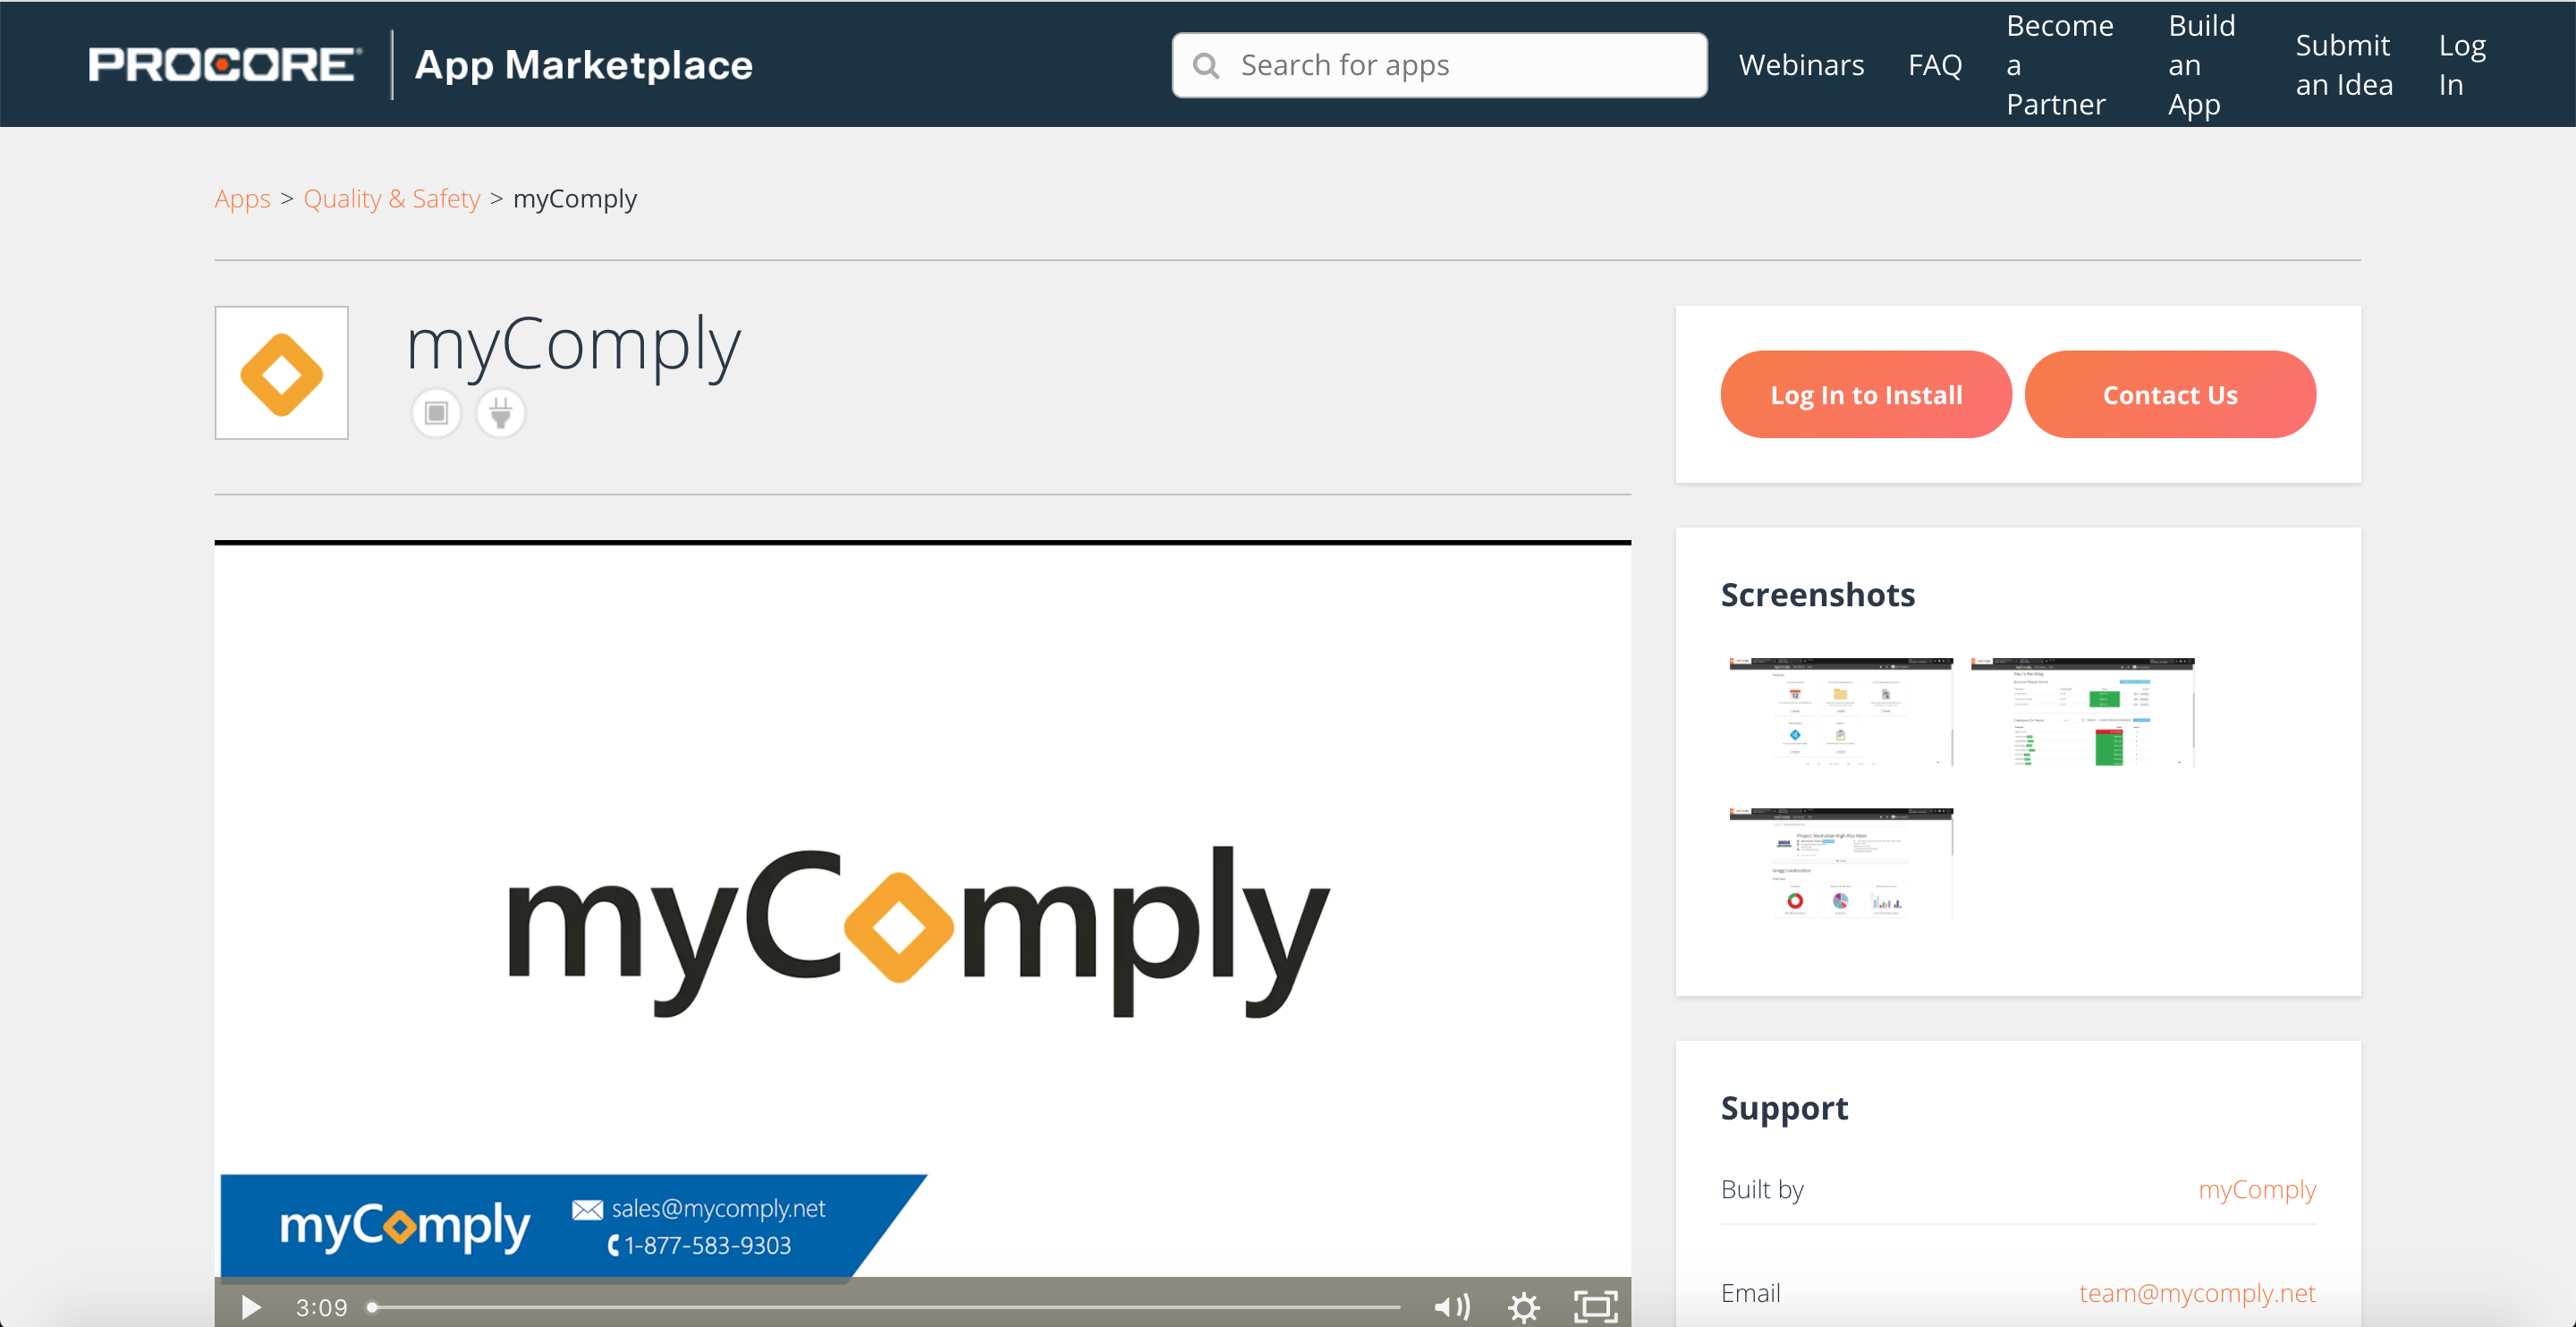 PROCORE App Marketplace
Search for apps
Webinars
FAQ
Become
a
Partner
Build
an
App
Submit
an Idea
Log
In
Apps > Quality & Safety > myComply
myComply
Log In to Install
Contact Us
Screenshots
myComply
myComply
sales@mycomply.net
1-877-583-9303
3:09
Support
Built by myComply
Email team@mycomply.net